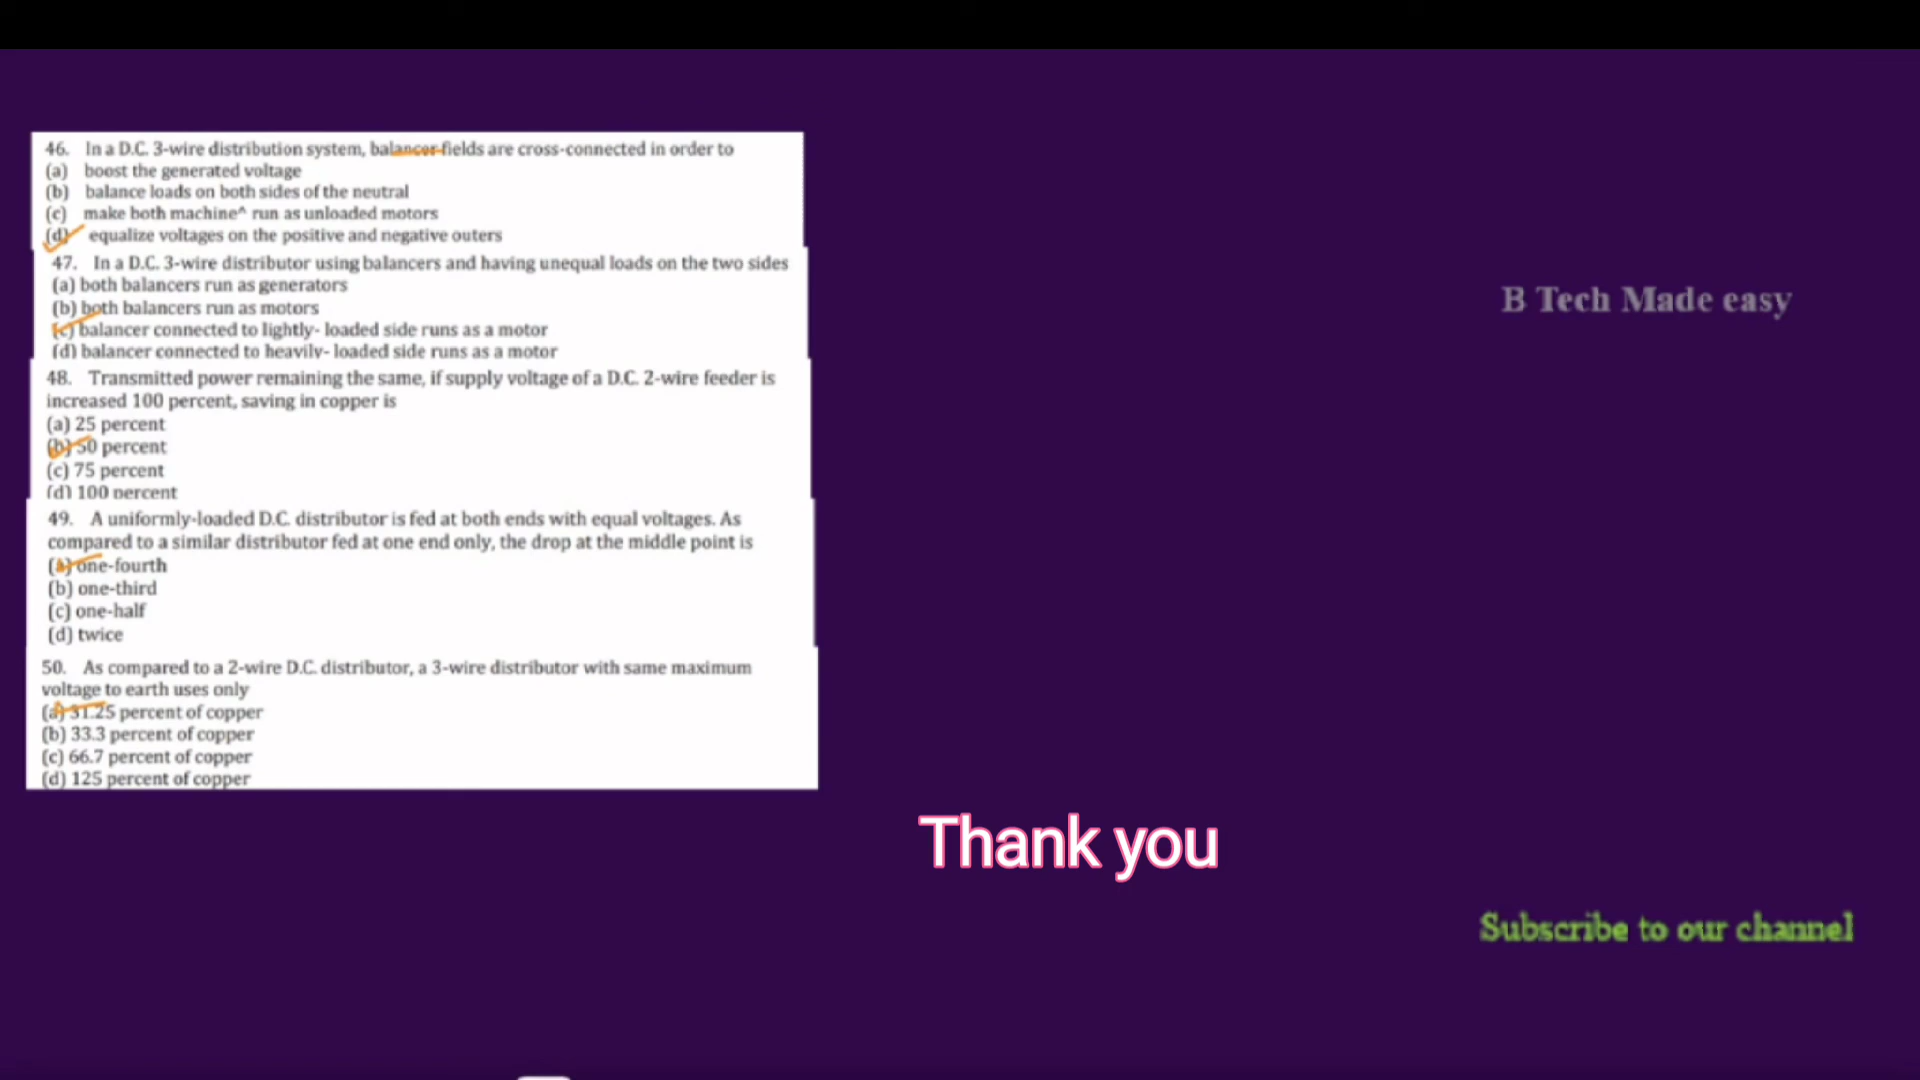 46. In a D.C. 3-wire distribution system, balancer fields are cross-connected in order to
(a) boost the generated voltage
(b) balance loads on both sides of the neutral
(c) make both machine^ run as unloaded motors
(d) equalize voltages on the positive and negative outers
47. In a D.C. 3-wire distributor using balancers and having unequal loads on the two sides
(a) both balancers run as generators
(b) both balancers run as motors
(c) balancer connected to lightly- loaded side runs as a motor
(d) balancer connected to heavily- loaded side runs as a motor
48. Transmitted power remaining the same, if supply voltage of a D.C. 2-wire feeder is
increased 100 percent, saving in copper is
(a) 25 percent
(b) 50 percent
(c) 75 percent
(d) 100 percent
49. A uniformly-loaded D.C. distributor is fed at both ends with equal voltages. As
compared to a similar distributor fed at one end only, the drop at the middle point is
(a) one-fourth
(b) one-third
(c) one-half
(d) twice
50. As compared to a 2-wire D.C. distributor, a 3-wire distributor with same maximum
voltage to earth uses only
(a) 31.25 percent of copper
(b) 33.3 percent of copper
(c) 66.7 percent of copper
(d) 125 percent of copper
B Tech Made easy
Thank you
Subscribe to our channel